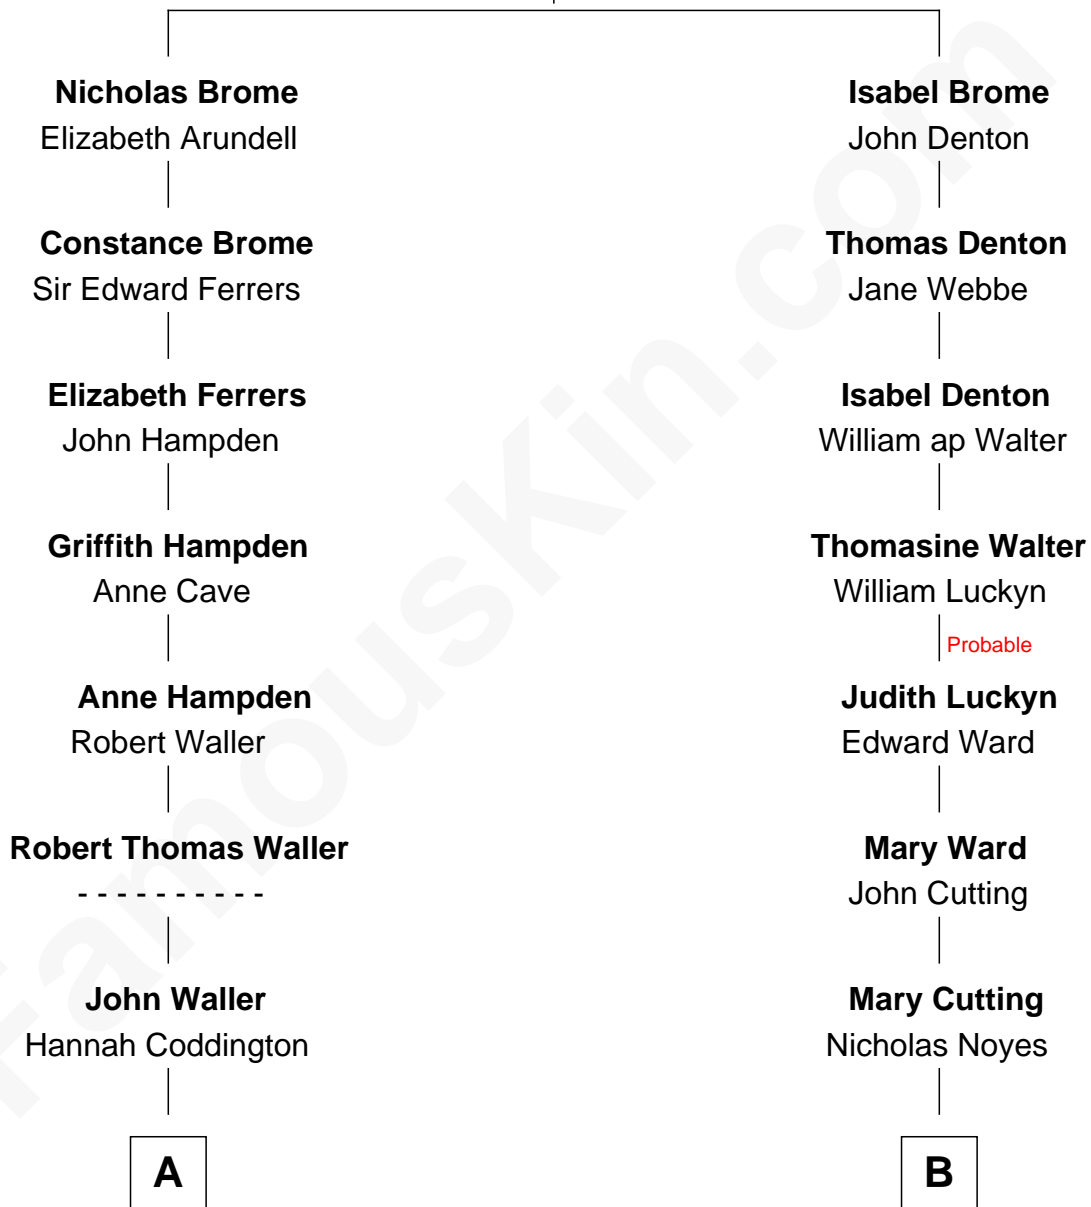 Nicholas Brome
Elizabeth Arundell
Constance Brome
Sir Edward Ferrers
Elizabeth Ferrers
John Hampden
Griffith Hampden
Anne Cave
Anne Hampden
Robert Waller
Robert Thomas Waller
- - - - - - - - - -
John Waller
Hannah Coddington
A
Isabel Brome
John Denton
Thomas Denton
Jane Webbe
Isabel Denton
William ap Walter
Thomasine Walter
William Luckyn
Probable
Judith Luckyn
Edward Ward
Mary Ward
John Cutting
Mary Cutting
Nicholas Noyes
B
FamousKin.com